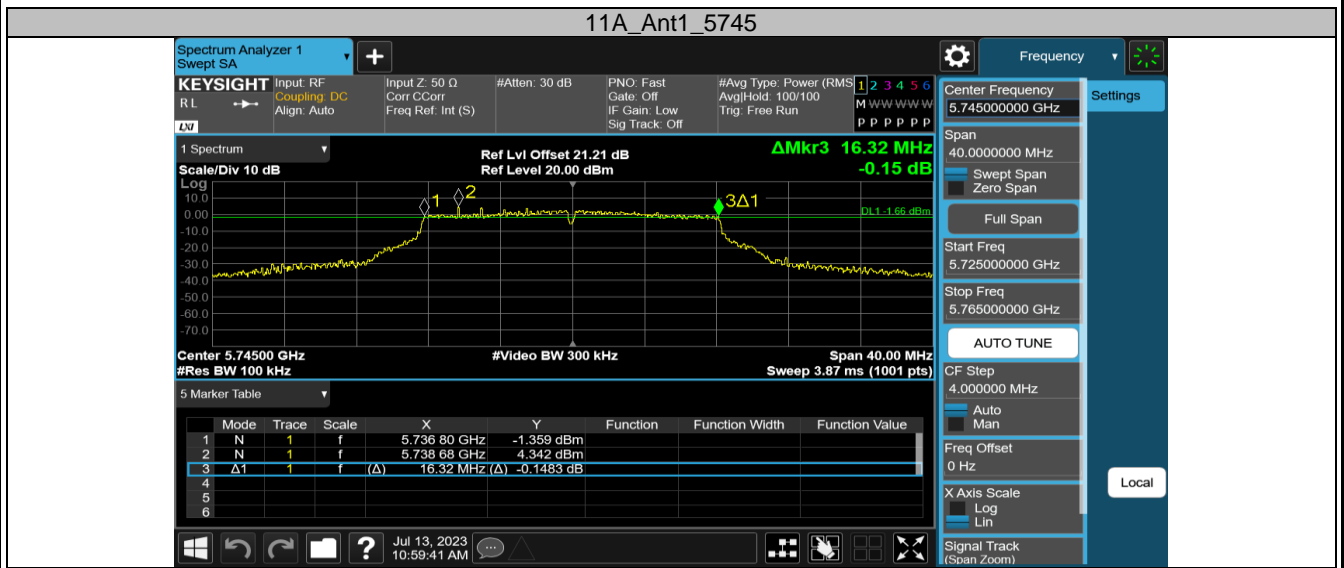 11A_Ant1_5745
Spectrum Analyzer 1
Swept SA
+
Frequency
KEYSIGHT
RL
LXI
Input: RF
Coupling: DC
Align: Auto
Input Z: 50 Ω
Corr CCorr
Freq Ref: Int (S)
#Atten: 30 dB
PNO: Fast
Gate: Off
IF Gain: Low
Sig Track: Off
#Avg Type: Power (RMS
Avg|Hold: 100/100
Trig: Free Run
1 2 3 4 5 6
M W W W W W
P P P P P P
1 Spectrum
Scale/Div 10 dB
Ref Lvl Offset 21.21 dB
Ref Level 20.00 dBm
ΔMkr3 16.32 MHz
-0.15 dB
Log
10.0
0.00
-10.0
-20.0
-30.0
-40.0
-50.0
-60.0
-70.0
1
2
3Δ1
DL1 -1.66 dBm
Center 5.74500 GHz
#Video BW 300 kHz
Span 40.00 MHz
#Res BW 100 kHz
Sweep 3.87 ms (1001 pts)
5 Marker Table
Mode Trace Scale X Y Function Function Width Function Value
1 N 1 f 5.736 80 GHz -1.359 dBm
2 N 1 f 5.738 68 GHz 4.342 dBm
3 Δ1 1 f (Δ) 16.32 MHz (Δ) -0.1483 dB
4
5
6
Jul 13, 2023
10:59:41 AM
?
Center Frequency
5.745000000 GHz
Settings
Span
40.0000000 MHz
Swept Span
Zero Span
Full Span
Start Freq
5.725000000 GHz
Stop Freq
5.765000000 GHz
AUTO TUNE
CF Step
4.000000 MHz
Auto
Man
Freq Offset
0 Hz
X Axis Scale
Log
Lin
Signal Track
(Span Zoom)
Local